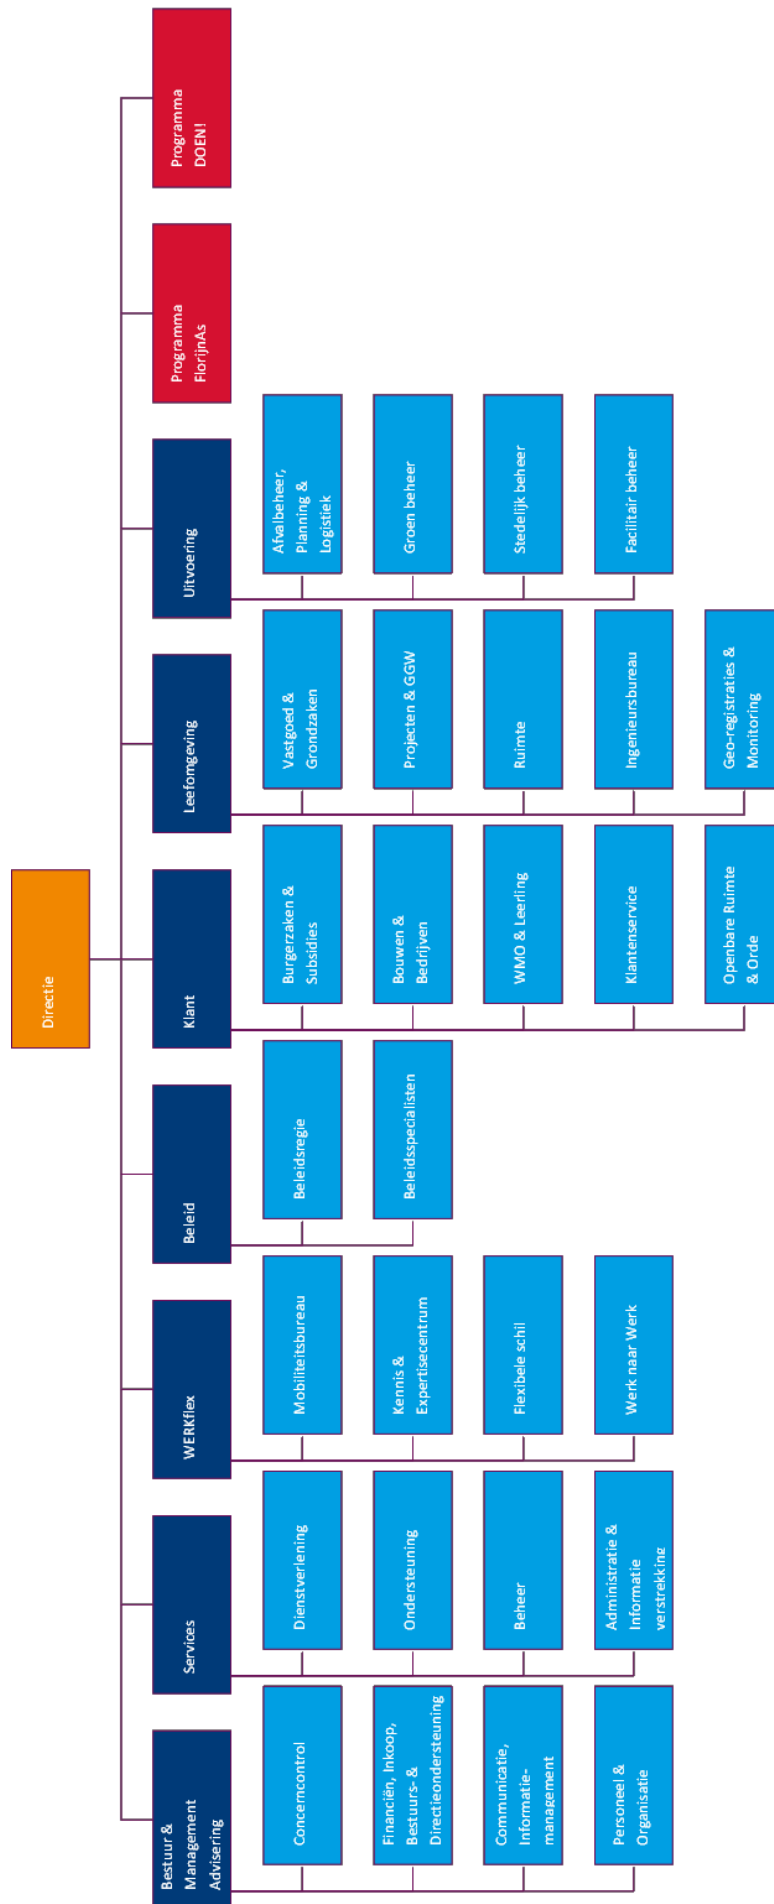 Directie
Bestuur &
Management
Advisering
Services
WERKflex
Beleid
Klant
Leefomgeving
Uitvoering
Programma
FlorijnAs
Programma
DOEN!
Concerncontrol
Financiën, Inkoop,
Bestuurs- &
Directieondersteuning
Communicatie,
Informatie-
management
Personeel &
Organisatie
Dienstverlening
Ondersteuning
Beheer
Administratie &
Informatie
verstrekking
Mobiliteitsbureau
Kennis &
Expertisecentrum
Flexibele schil
Werk naar Werk
Beleidsregie
Beleidsspecialisten
Burgerzaken &
Subsidies
Bouwen &
Bedrijven
WMO & Leerling
Klantenservice
Openbare Ruimte
& Orde
Vastgoed &
Grondzaken
Projecten & GGW
Ruimte
Ingenieursbureau
Geo-registraties &
Monitoring
Afvalbeheer,
Planning &
Logistiek
Groen beheer
Stedelijk beheer
Facilitair beheer